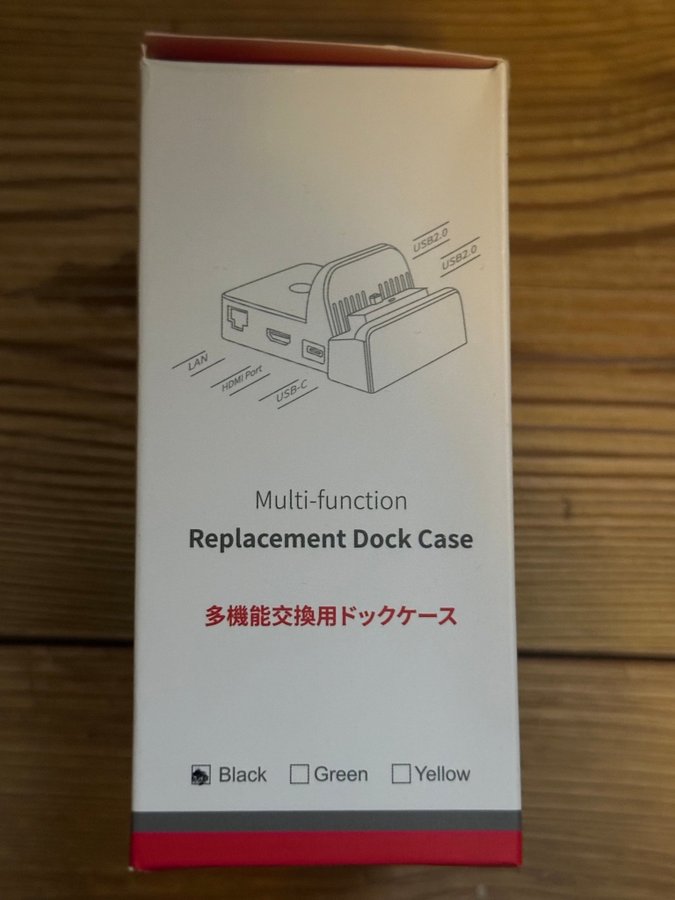 USB2.0
USB2.0
LAN
HDMI Port
USB-C
Multi-function
Replacement Dock Case
多機能交換用ドックケース
Black Green Yellow